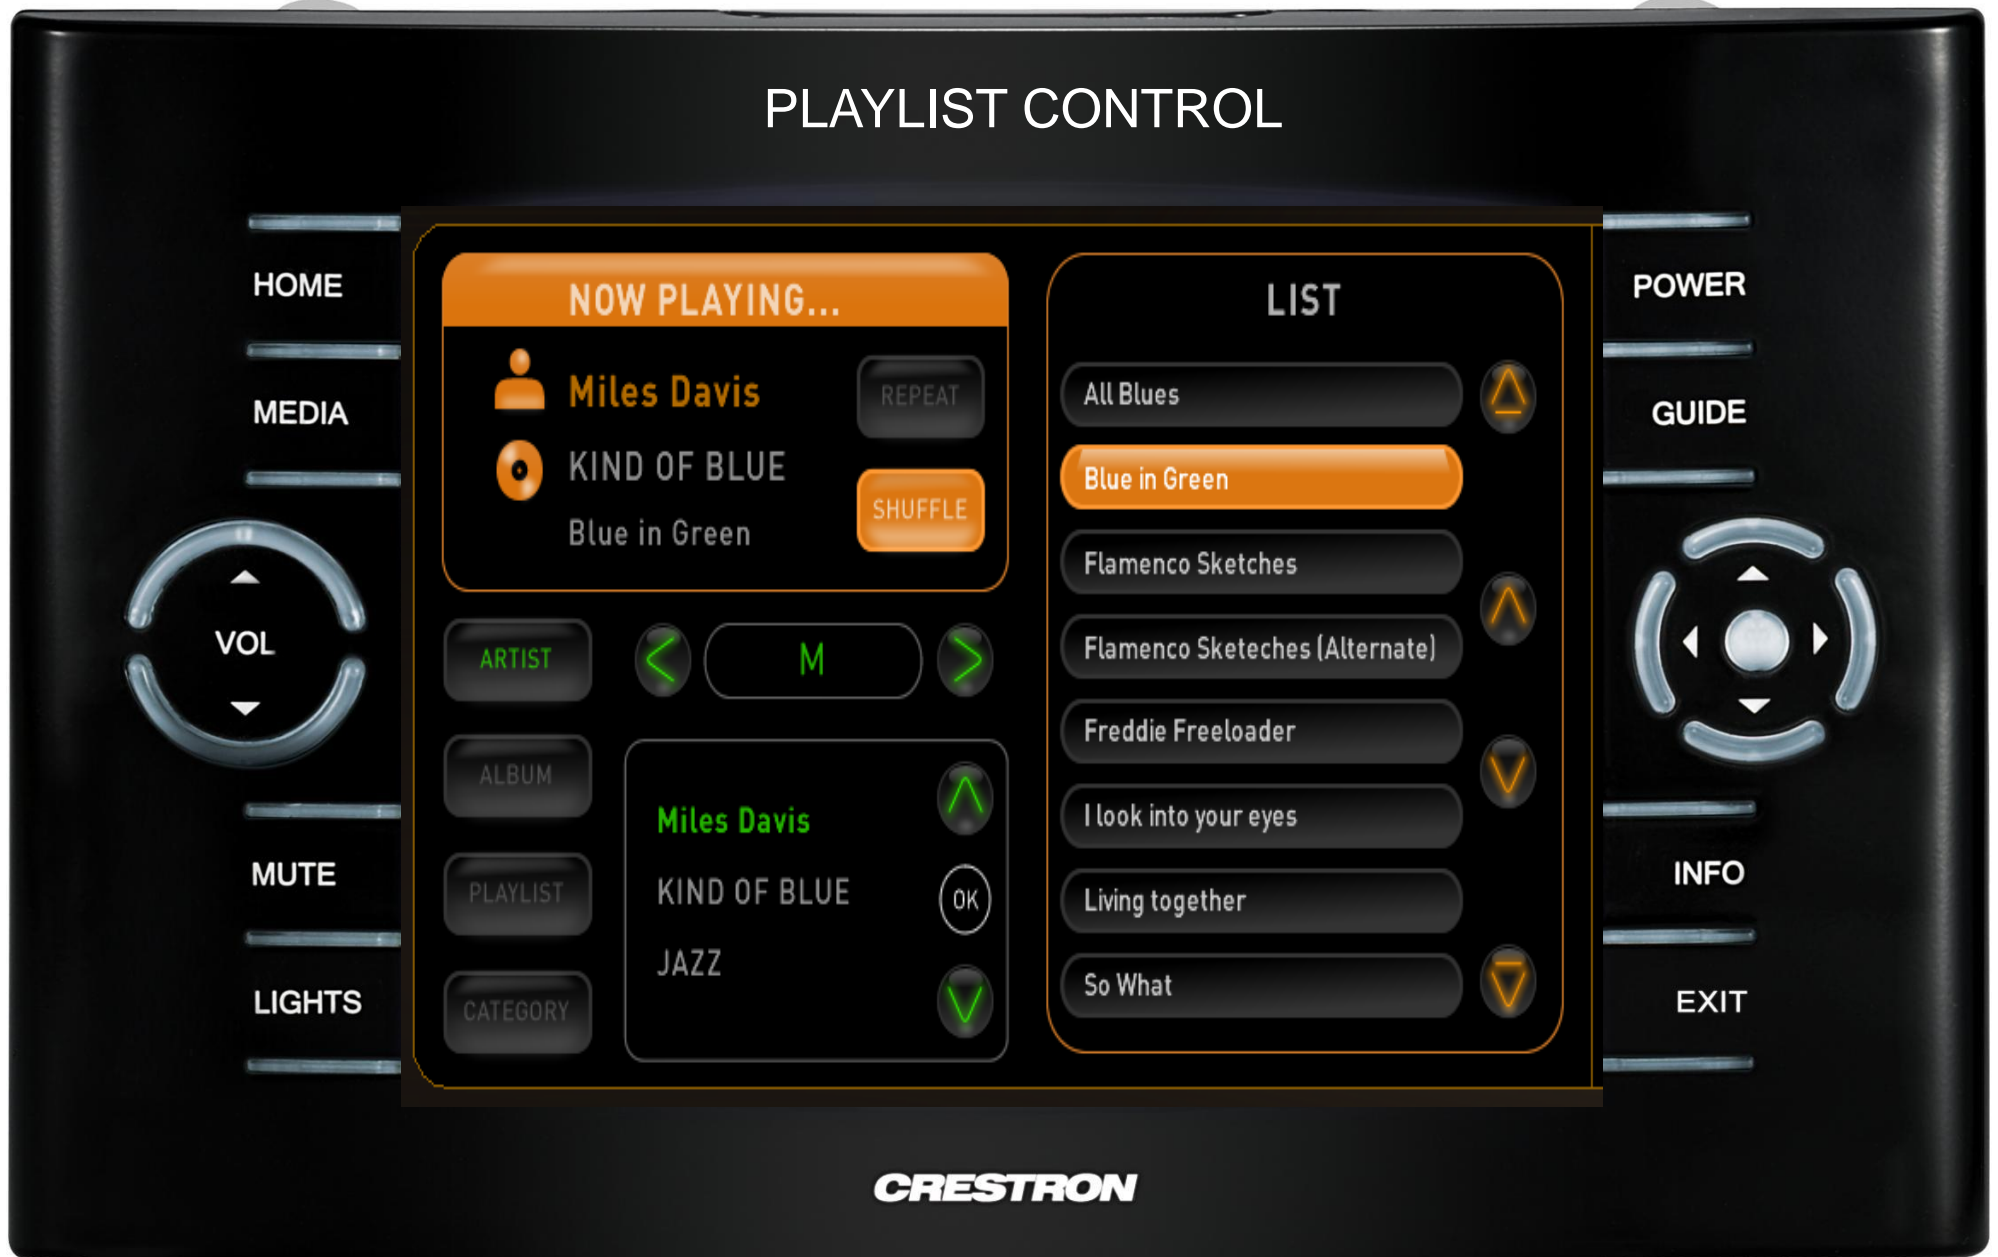 PLAYLIST CONTROL
HOME
MEDIA
VOL
MUTE
LIGHTS
NOW PLAYING...
Miles Davis
KIND OF BLUE
Blue in Green
REPEAT
SHUFFLE
ARTIST
ALBUM
PLAYLIST
CATEGORY
M
Miles Davis
KIND OF BLUE
JAZZ
OK
LIST
All Blues
Blue in Green
Flamenco Sketches
Flamenco Sketeches (Alternate)
Freddie Freeloader
I look into your eyes
Living together
So What
POWER
GUIDE
INFO
EXIT
CRESTRON